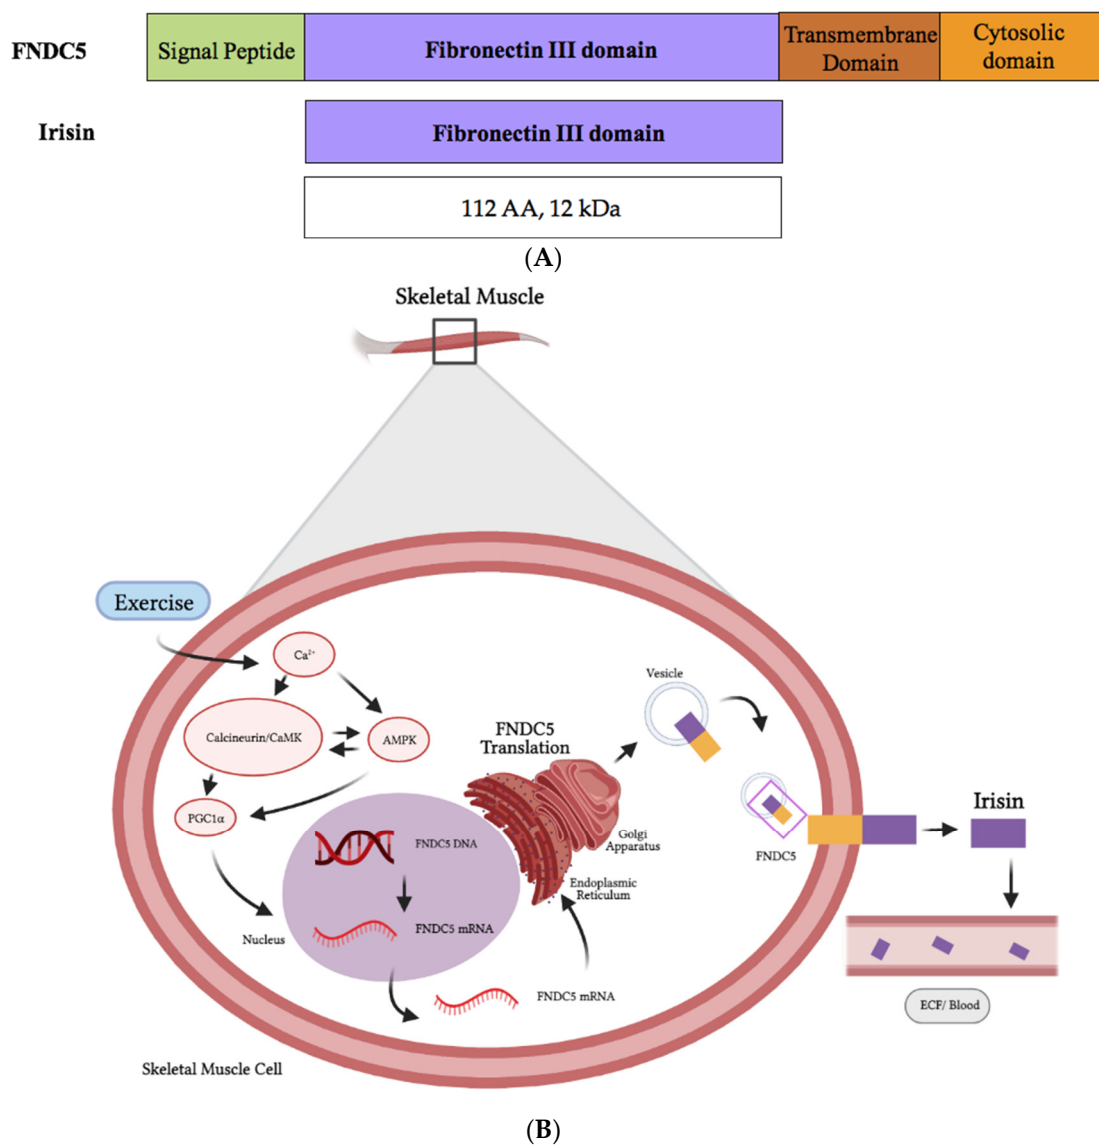 FNDC5
Signal Peptide
Fibronectin III domain
Transmembrane
Domain
Cytosolic
domain
Irisin
Fibronectin III domain
112 AA, 12 kDa
(A)
Skeletal Muscle
Exercise
Ca²⁺
Calcineurin/CaMK
AMPK
PGC1α
FNDC5
Translation
Vesicle
Golgi
Apparatus
Endoplasmic
Reticulum
FNDC5 DNA
FNDC5 mRNA
Nucleus
FNDC5 mRNA
FNDC5
Irisin
ECF/ Blood
Skeletal Muscle Cell
(B)